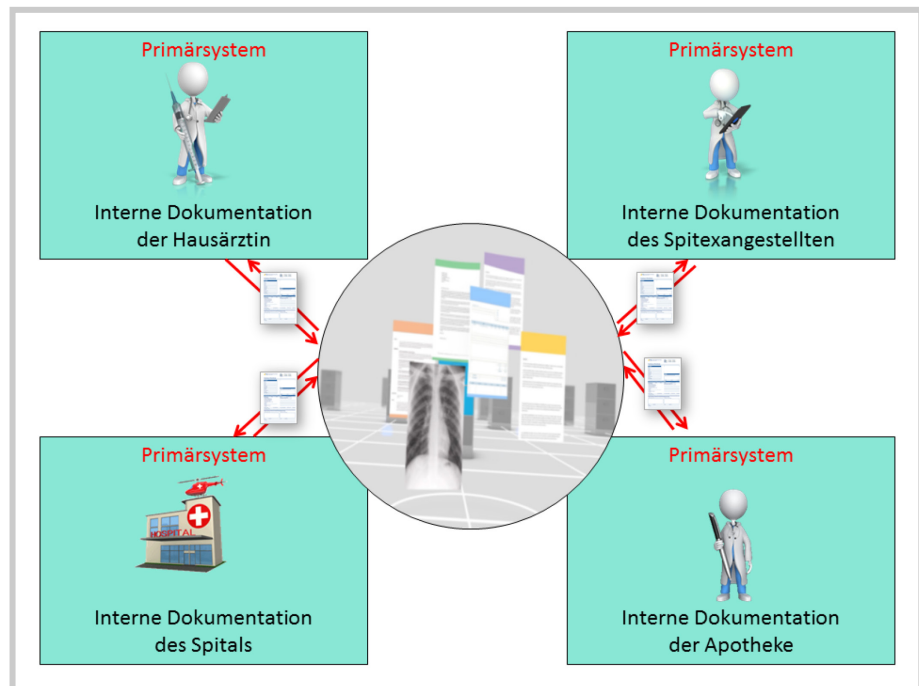 Primärsystem
Interne Dokumentation
der Hausärztin
Primärsystem
Interne Dokumentation
des Spitexangestellten
Primärsystem
HOSPITAL
Interne Dokumentation
des Spitals
Primärsystem
Interne Dokumentation
der Apotheke